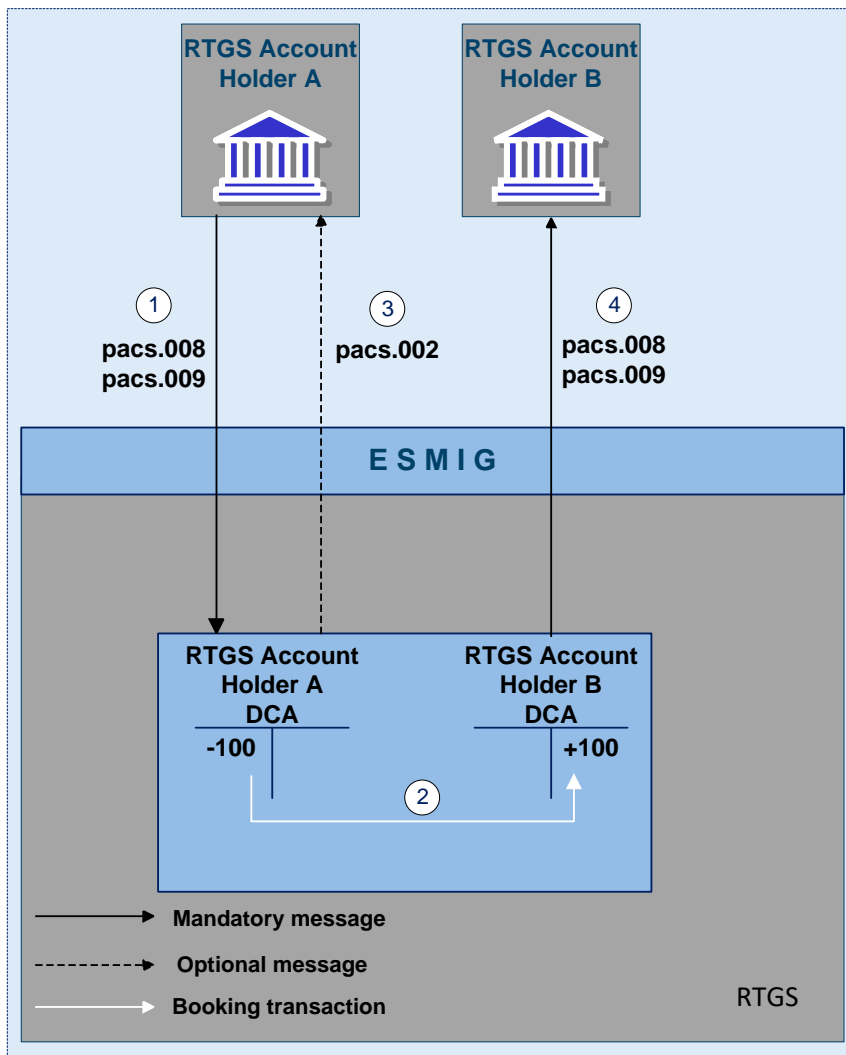 RTGS Account
Holder A
RTGS Account
Holder B
1
pacs.008
pacs.009
3
pacs.002
4
pacs.008
pacs.009
E S M I G
RTGS Account
Holder A
DCA
-100
RTGS Account
Holder B
DCA
+100
2
Mandatory message
Optional message
Booking transaction
RTGS